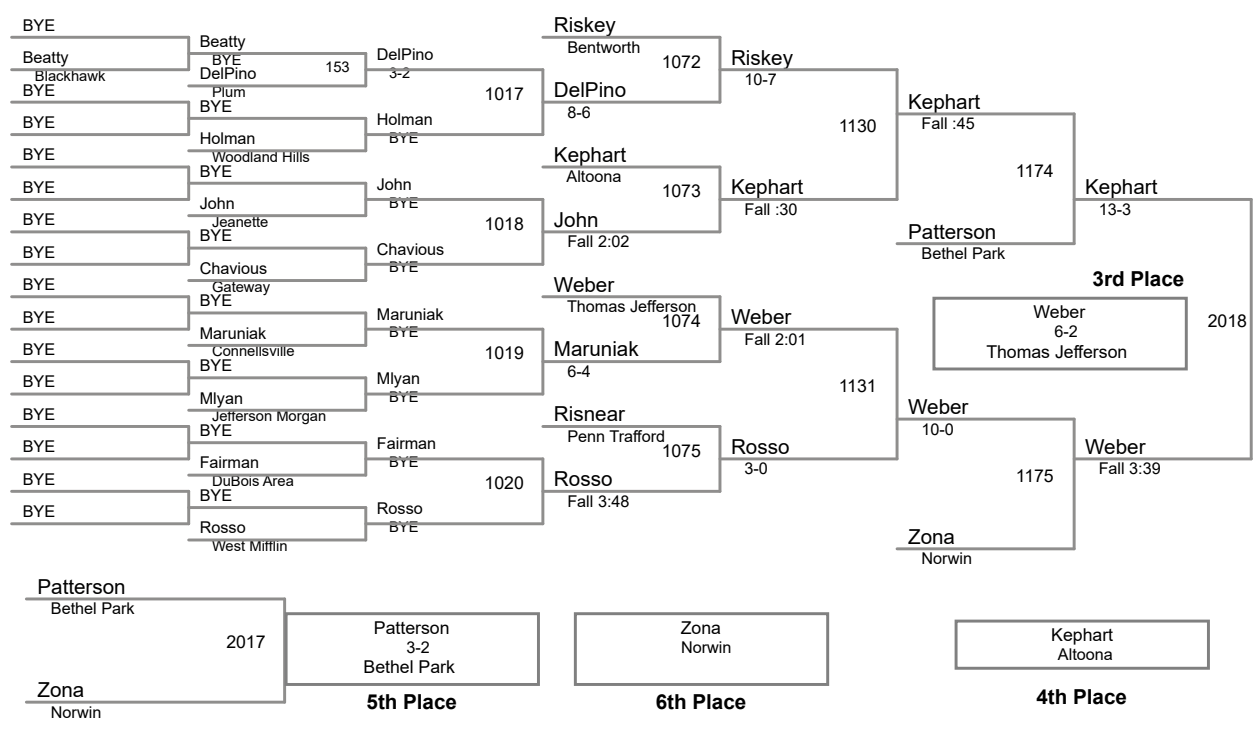 BYE
Beatty
Blackhawk
BYE
BYE
BYE
BYE
BYE
BYE
BYE
BYE
BYE
BYE
BYE
BYE
BYE
BYE
Beatty
BYE
DelPino
Plum
153
BYE
Holman
Woodland Hills
BYE
John
Jeanette
BYE
Chavious
Gateway
BYE
Maruniak
Connellsville
BYE
Mlyan
Jefferson Morgan
BYE
Fairman
DuBois Area
BYE
Rosso
West Mifflin
DelPino
3-2
1017
Holman
BYE
John
BYE
1018
Chavious
BYE
Maruniak
BYE
1019
Mlyan
BYE
Fairman
BYE
1020
Rosso
BYE
Riskey
Bentworth
1072
DelPino
8-6
Kephart
Altoona
1073
John
Fall 2:02
Weber
Thomas Jefferson
1074
Maruniak
6-4
Risnear
Penn Trafford
1075
Rosso
Fall 3:48
Riskey
10-7
1130
Kephart
Fall :30
Weber
Fall 2:01
1131
Rosso
3-0
Kephart
Fall :45
1174
Patterson
Bethel Park
Weber
10-0
1175
Zona
Norwin
Kephart
13-3
3rd Place
Weber
6-2
Thomas Jefferson
2018
Weber
Fall 3:39
Patterson
Bethel Park
2017
Zona
Norwin
Patterson
3-2
Bethel Park
5th Place
Zona
Norwin
6th Place
Kephart
Altoona
4th Place